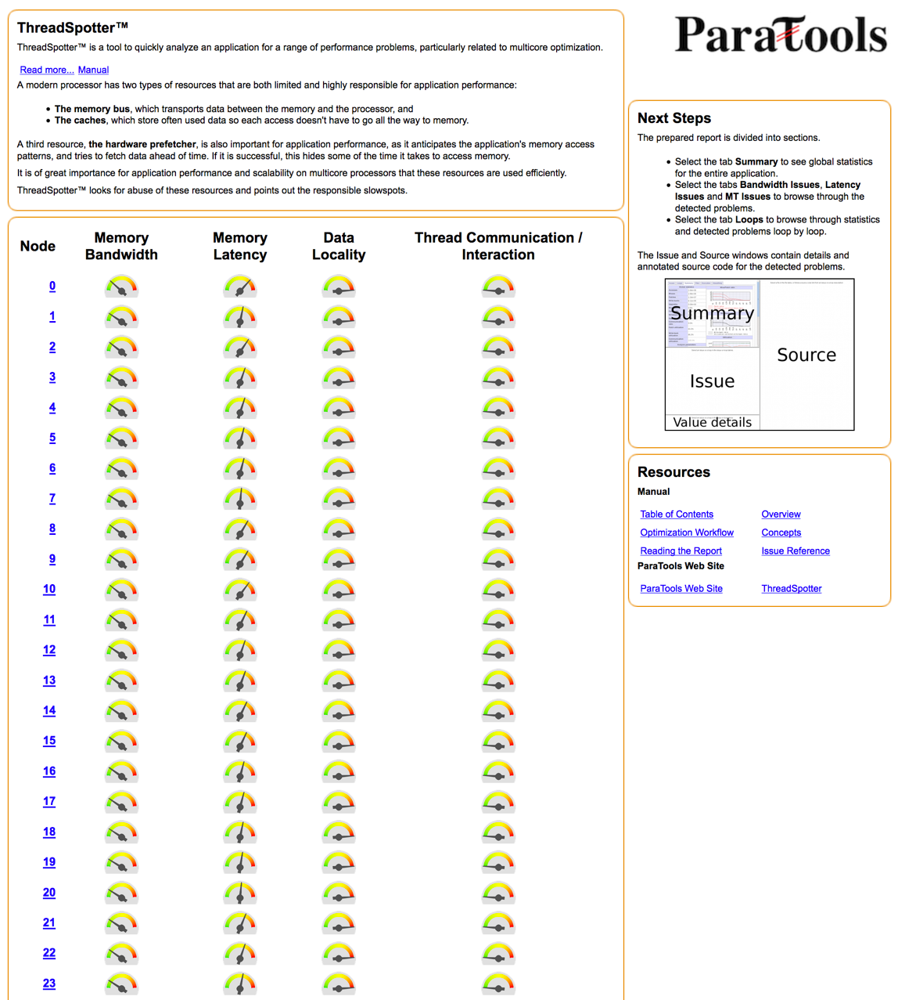 ThreadSpotter™
ThreadSpotter™ is a tool to quickly analyze an application for a range of performance problems, particularly related to multicore optimization.
Read more... Manual
A modern processor has two types of resources that are both limited and highly responsible for application performance:
• The memory bus, which transports data between the memory and the processor, and
• The caches, which store often used data so each access doesn't have to go all the way to memory.
A third resource, the hardware prefetcher, is also important for application performance, as it anticipates the application's memory access
patterns, and tries to fetch data ahead of time. If it is successful, this hides some of the time it takes to access memory.
It is of great importance for application performance and scalability on multicore processors that these resources are used efficiently.
ThreadSpotter™ looks for abuse of these resources and points out the responsible slowspots.
Node
Memory
Bandwidth
Memory
Latency
Data
Locality
Thread Communication /
Interaction
0
1
2
3
4
5
6
7
8
9
10
11
12
13
14
15
16
17
18
19
20
21
22
23
ParaTools
Next Steps
The prepared report is divided into sections.
• Select the tab Summary to see global statistics
for the entire application.
• Select the tabs Bandwidth Issues, Latency
Issues and MT Issues to browse through the
detected problems.
• Select the tab Loops to browse through statistics
and detected problems loop by loop.
The Issue and Source windows contain details and
annotated source code for the detected problems.
Summary
Source
Issue
Value details
Resources
Manual
Table of Contents Overview
Optimization Workflow Concepts
Reading the Report Issue Reference
ParaTools Web Site
ParaTools Web Site ThreadSpotter